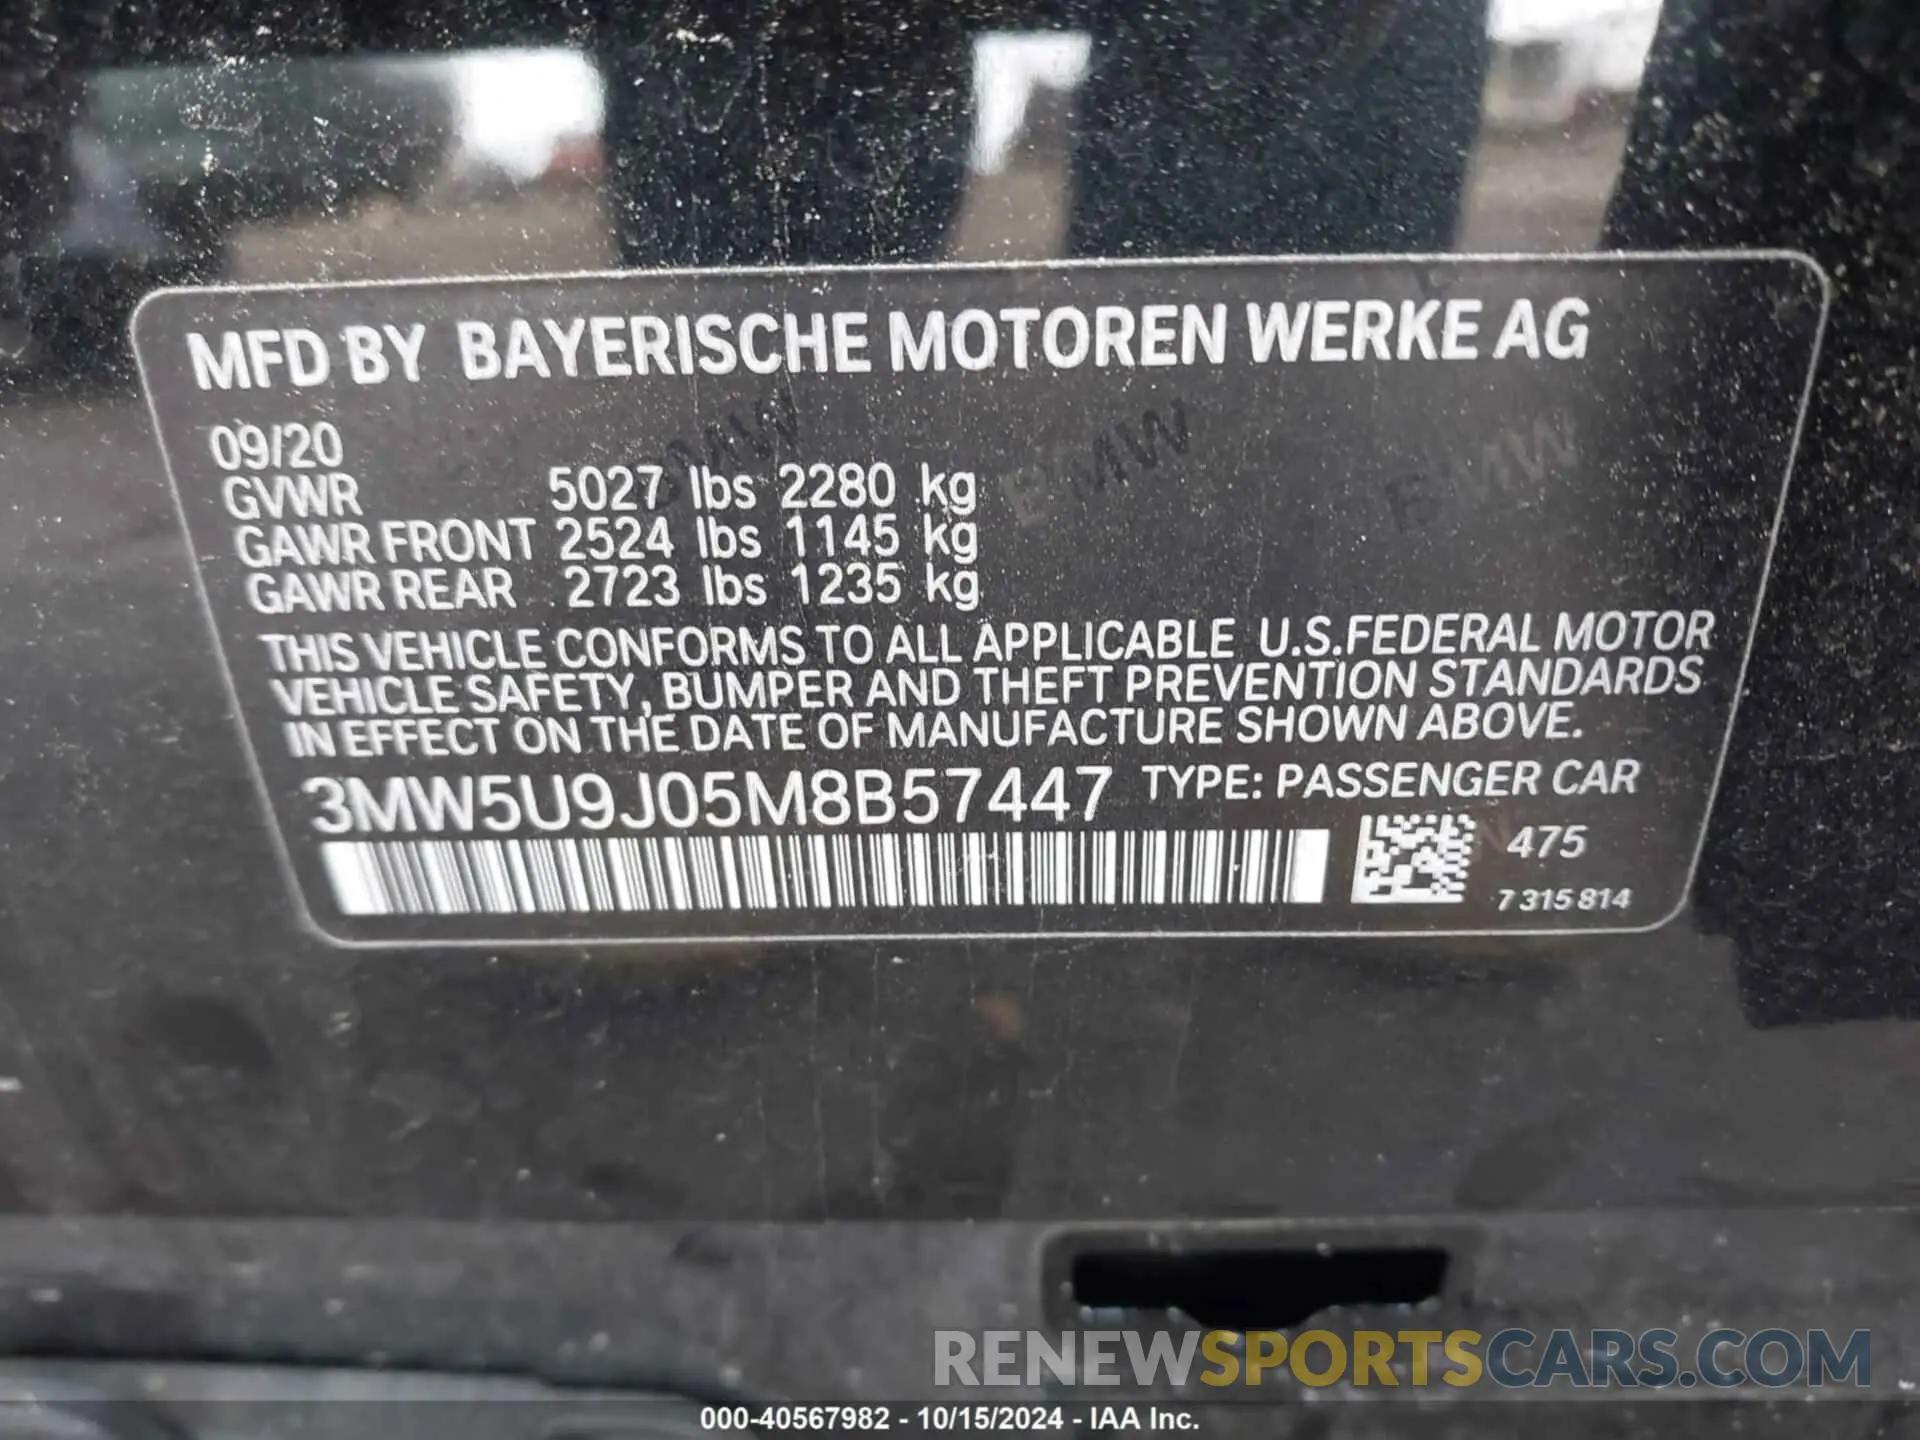 MFD BY BAYERISCHE MOTOREN WERKE AG
09/20
GVWR 5027 lbs 2280 kg
GAWR FRONT 2524 lbs 1145 kg
GAWR REAR 2723 lbs 1235 kg
THIS VEHICLE CONFORMS TO ALL APPLICABLE U.S.FEDERAL MOTOR
VEHICLE SAFETY, BUMPER AND THEFT PREVENTION STANDARDS
IN EFFECT ON THE DATE OF MANUFACTURE SHOWN ABOVE.
3MW5U9J05M8B57447 TYPE: PASSENGER CAR
475
7 315 814
BMW BMW BMW
RENEWSPORTSCARS.COM
000-40567982 - 10/15/2024 - IAA Inc.